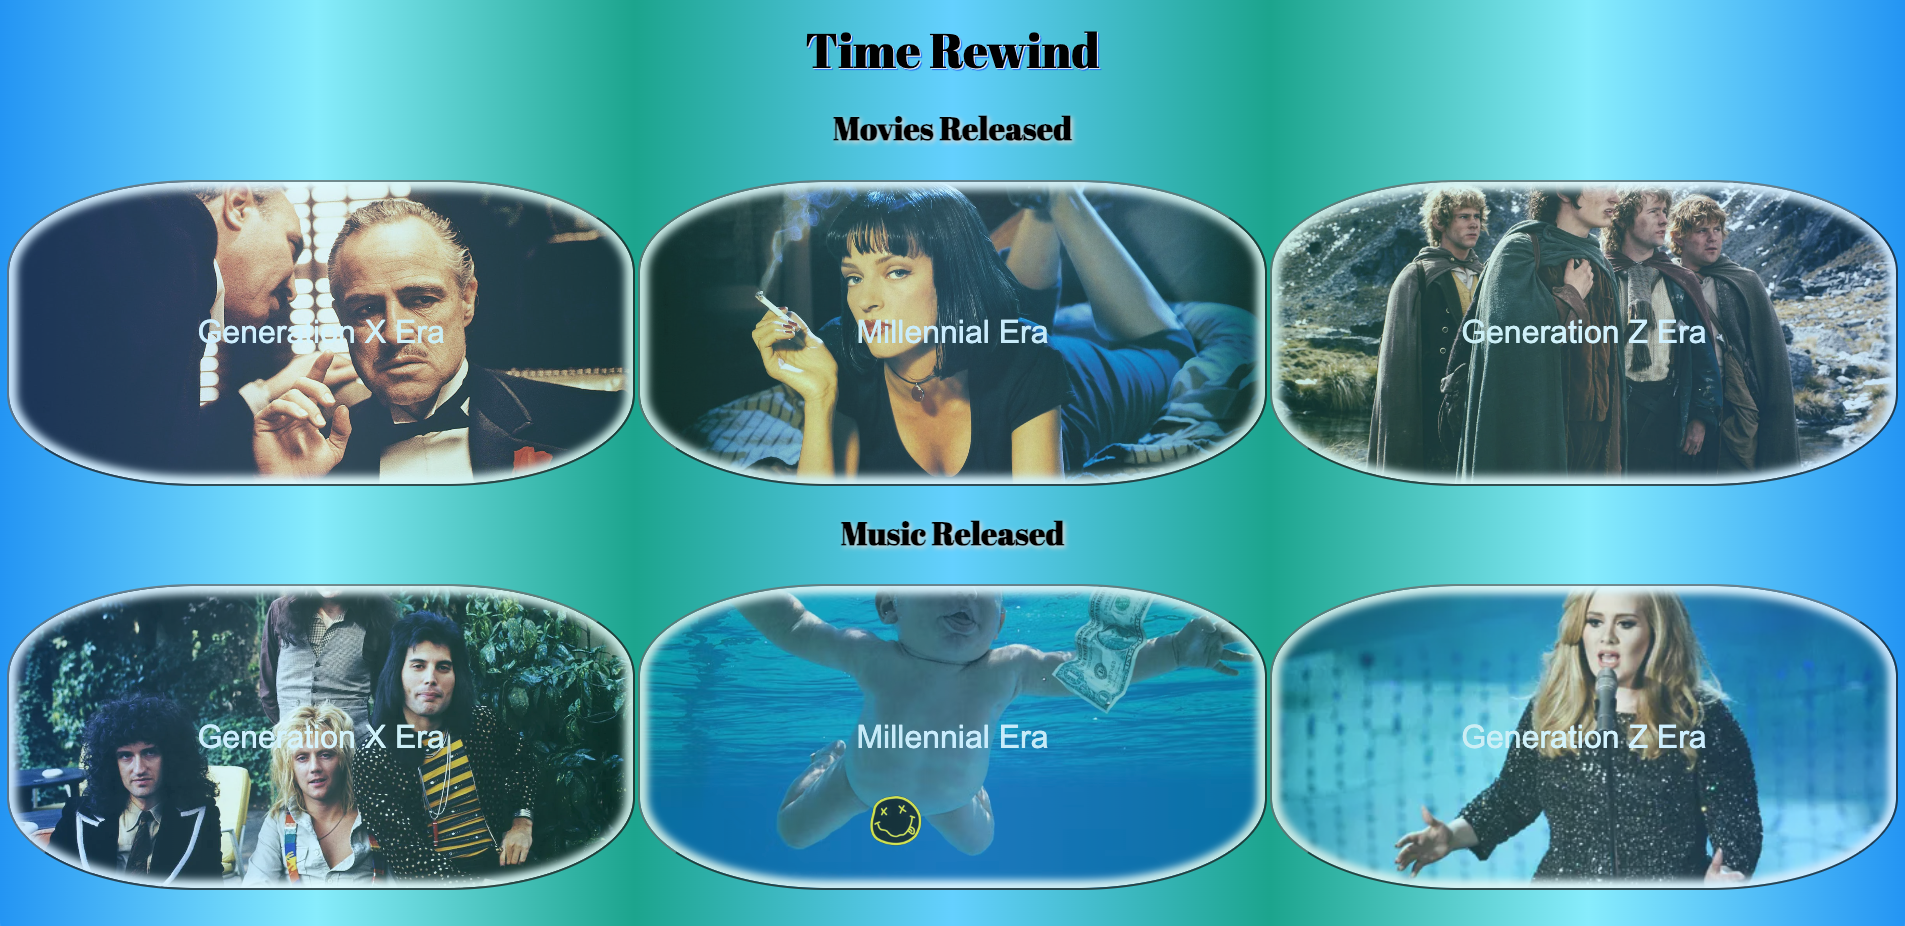 Time Rewind
Movies Released
Generation X Era
Millennial Era
Generation Z Era
Music Released
Generation X Era
Millennial Era
Generation Z Era